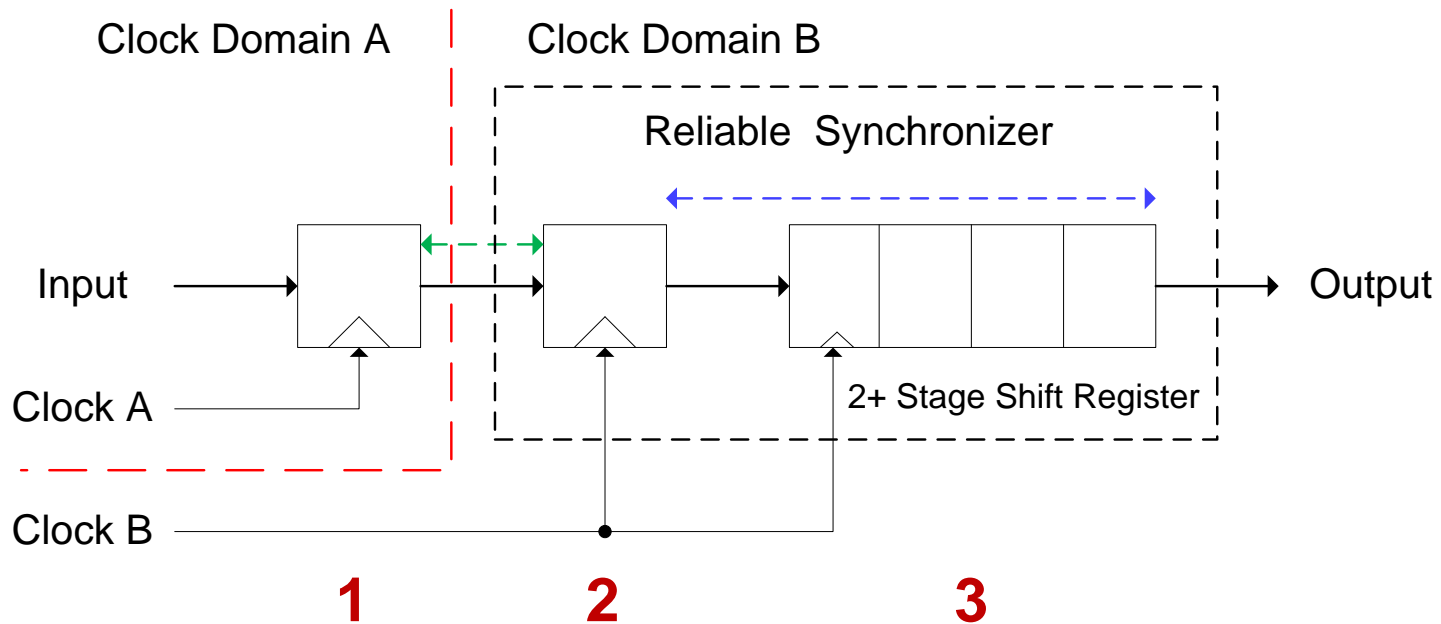 Clock Domain A
Clock Domain B
Reliable Synchronizer
Input
Output
Clock A
2+ Stage Shift Register
Clock B
1
2
3